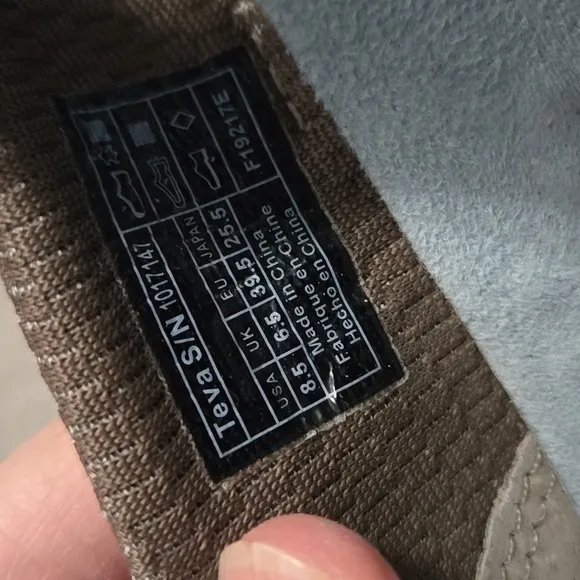 Teva S/N 1017147
USA UK EU JAPAN
8.5 6.5 39.5 25.5
Made in China
Fabrique en Chine
Hecho en China
F19217E